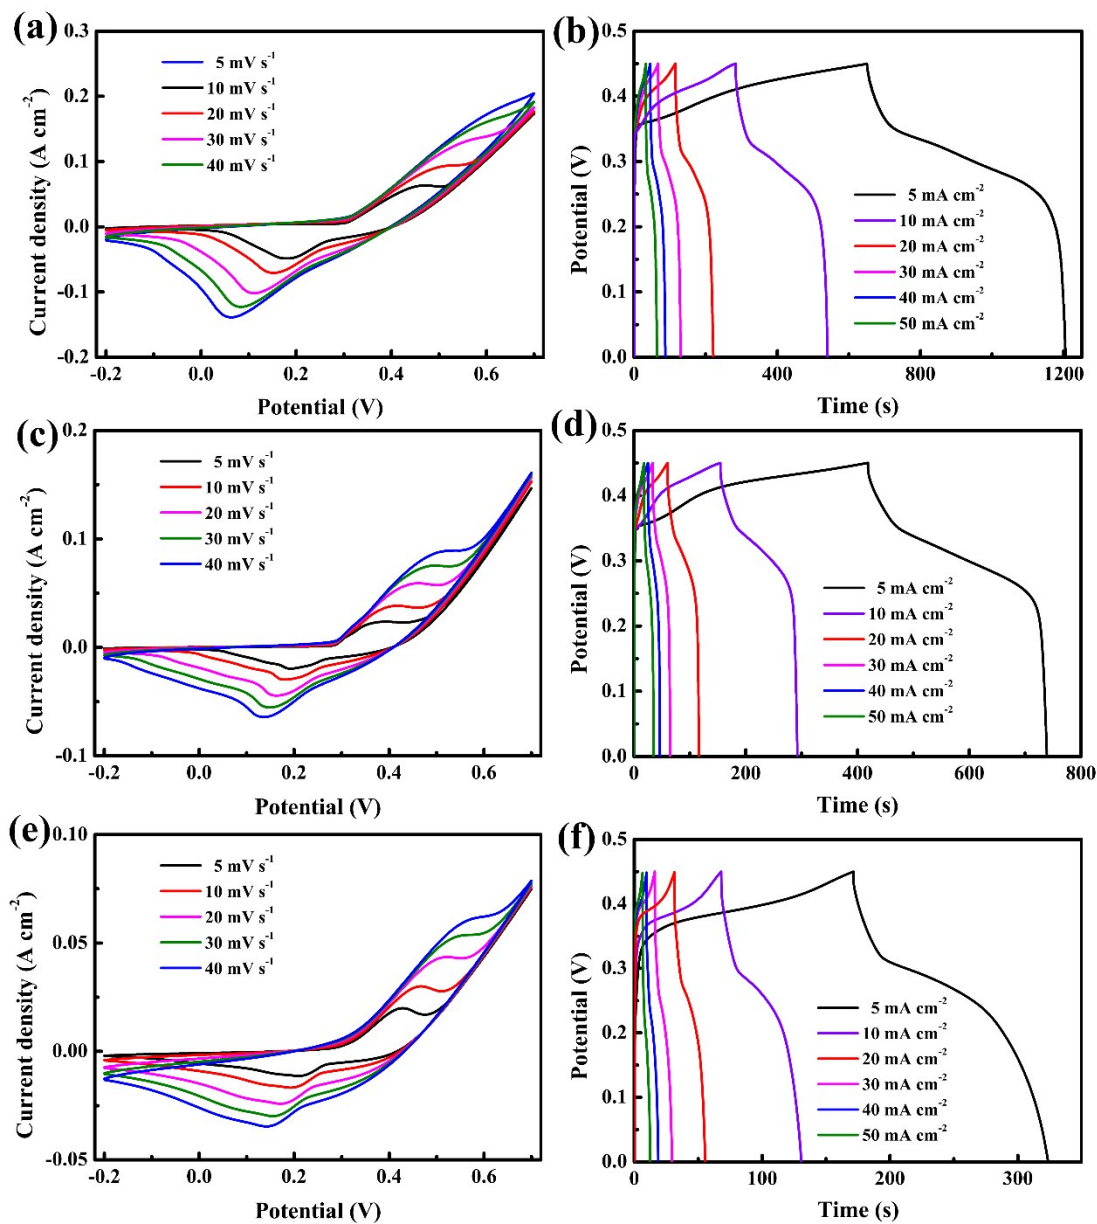 (a)
0.3
0.2
0.1
0.0
-0.1
-0.2
-0.2 0.0 0.2 0.4 0.6
Current density (A cm-2)
Potential (V)
5 mV s-1
10 mV s-1
20 mV s-1
30 mV s-1
40 mV s-1
(b)
0.5
0.4
0.3
0.2
0.1
0.0
0 400 800 1200
Potential (V)
Time (s)
5 mA cm-2
10 mA cm-2
20 mA cm-2
30 mA cm-2
40 mA cm-2
50 mA cm-2
(c)
0.2
0.1
0.0
-0.1
-0.2 0.0 0.2 0.4 0.6
Current density (A cm-2)
Potential (V)
5 mV s-1
10 mV s-1
20 mV s-1
30 mV s-1
40 mV s-1
(d)
0.5
0.4
0.3
0.2
0.1
0.0
0 200 400 600 800
Potential (V)
Time (s)
5 mA cm-2
10 mA cm-2
20 mA cm-2
30 mA cm-2
40 mA cm-2
50 mA cm-2
(e)
0.10
0.05
0.00
-0.05
-0.2 0.0 0.2 0.4 0.6
Current density (A cm-2)
Potential (V)
5 mV s-1
10 mV s-1
20 mV s-1
30 mV s-1
40 mV s-1
(f)
0.5
0.4
0.3
0.2
0.1
0.0
0 100 200 300
Potential (V)
Time (s)
5 mA cm-2
10 mA cm-2
20 mA cm-2
30 mA cm-2
40 mA cm-2
50 mA cm-2